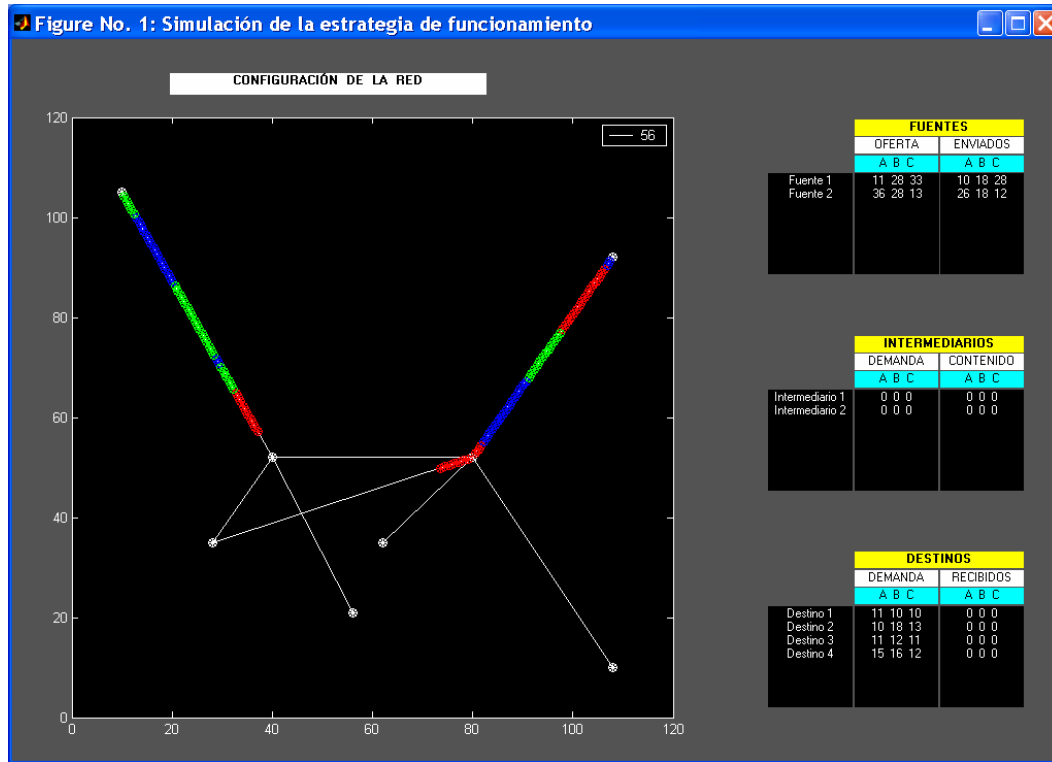 Figure No. 1: Simulación de la estrategia de funcionamiento
CONFIGURACIÓN DE LA RED
120
100
80
60
40
20
0
0 20 40 60 80 100 120
56
FUENTES
OFERTA ENVIADOS
A B C A B C
Fuente 1 11 28 33 10 18 28
Fuente 2 36 28 13 26 18 12
INTERMEDIARIOS
DEMANDA CONTENIDO
A B C A B C
Intermediario 1 0 0 0 0 0 0
Intermediario 2 0 0 0 0 0 0
DESTINOS
DEMANDA RECIBIDOS
A B C A B C
Destino 1 11 10 10 0 0 0
Destino 2 10 18 13 0 0 0
Destino 3 11 12 11 0 0 0
Destino 4 15 16 12 0 0 0